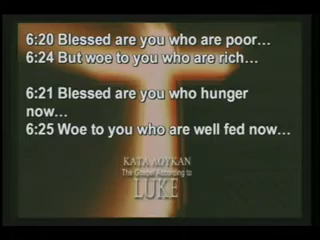 6:20 Blessed are you who are poor…
6:24 But woe to you who are rich…
6:21 Blessed are you who hunger
now…
6:25 Woe to you who are well fed now…
ΚΑΤΑ ΛΟΥΚΑΝ
The Gospel According to
LUKE